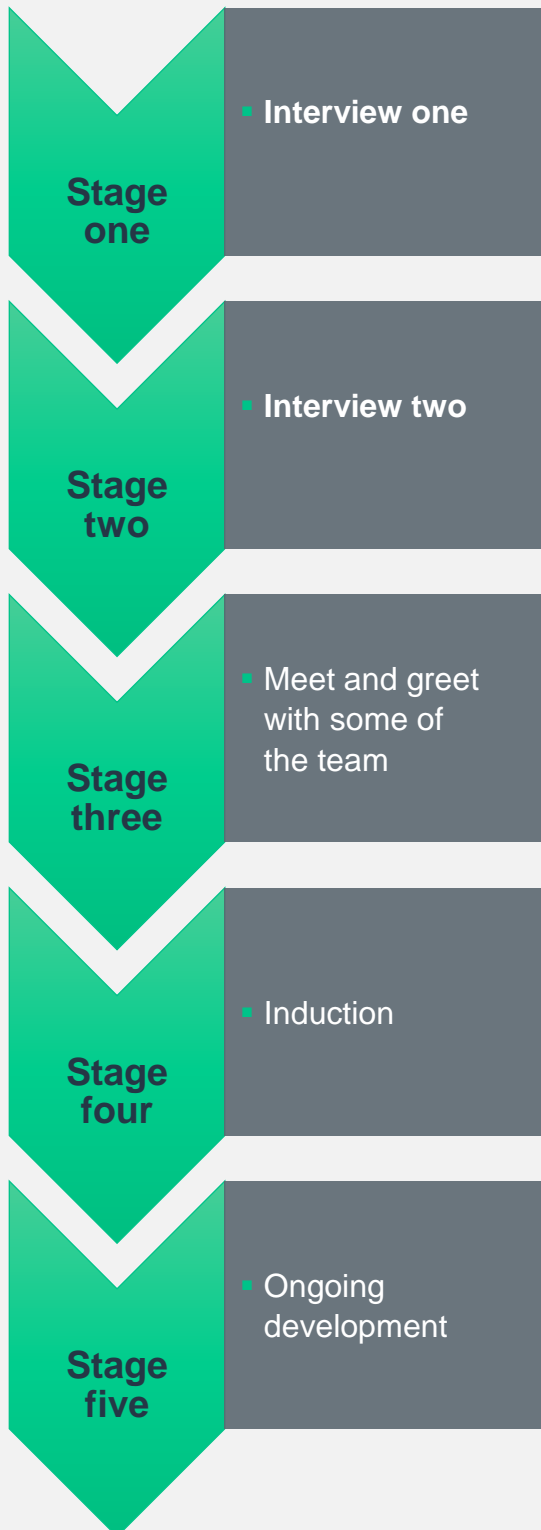 Stage
one
▪ Interview one
Stage
two
▪ Interview two
Stage
three
▪ Meet and greet
with some of
the team
Stage
four
▪ Induction
Stage
five
▪ Ongoing
development